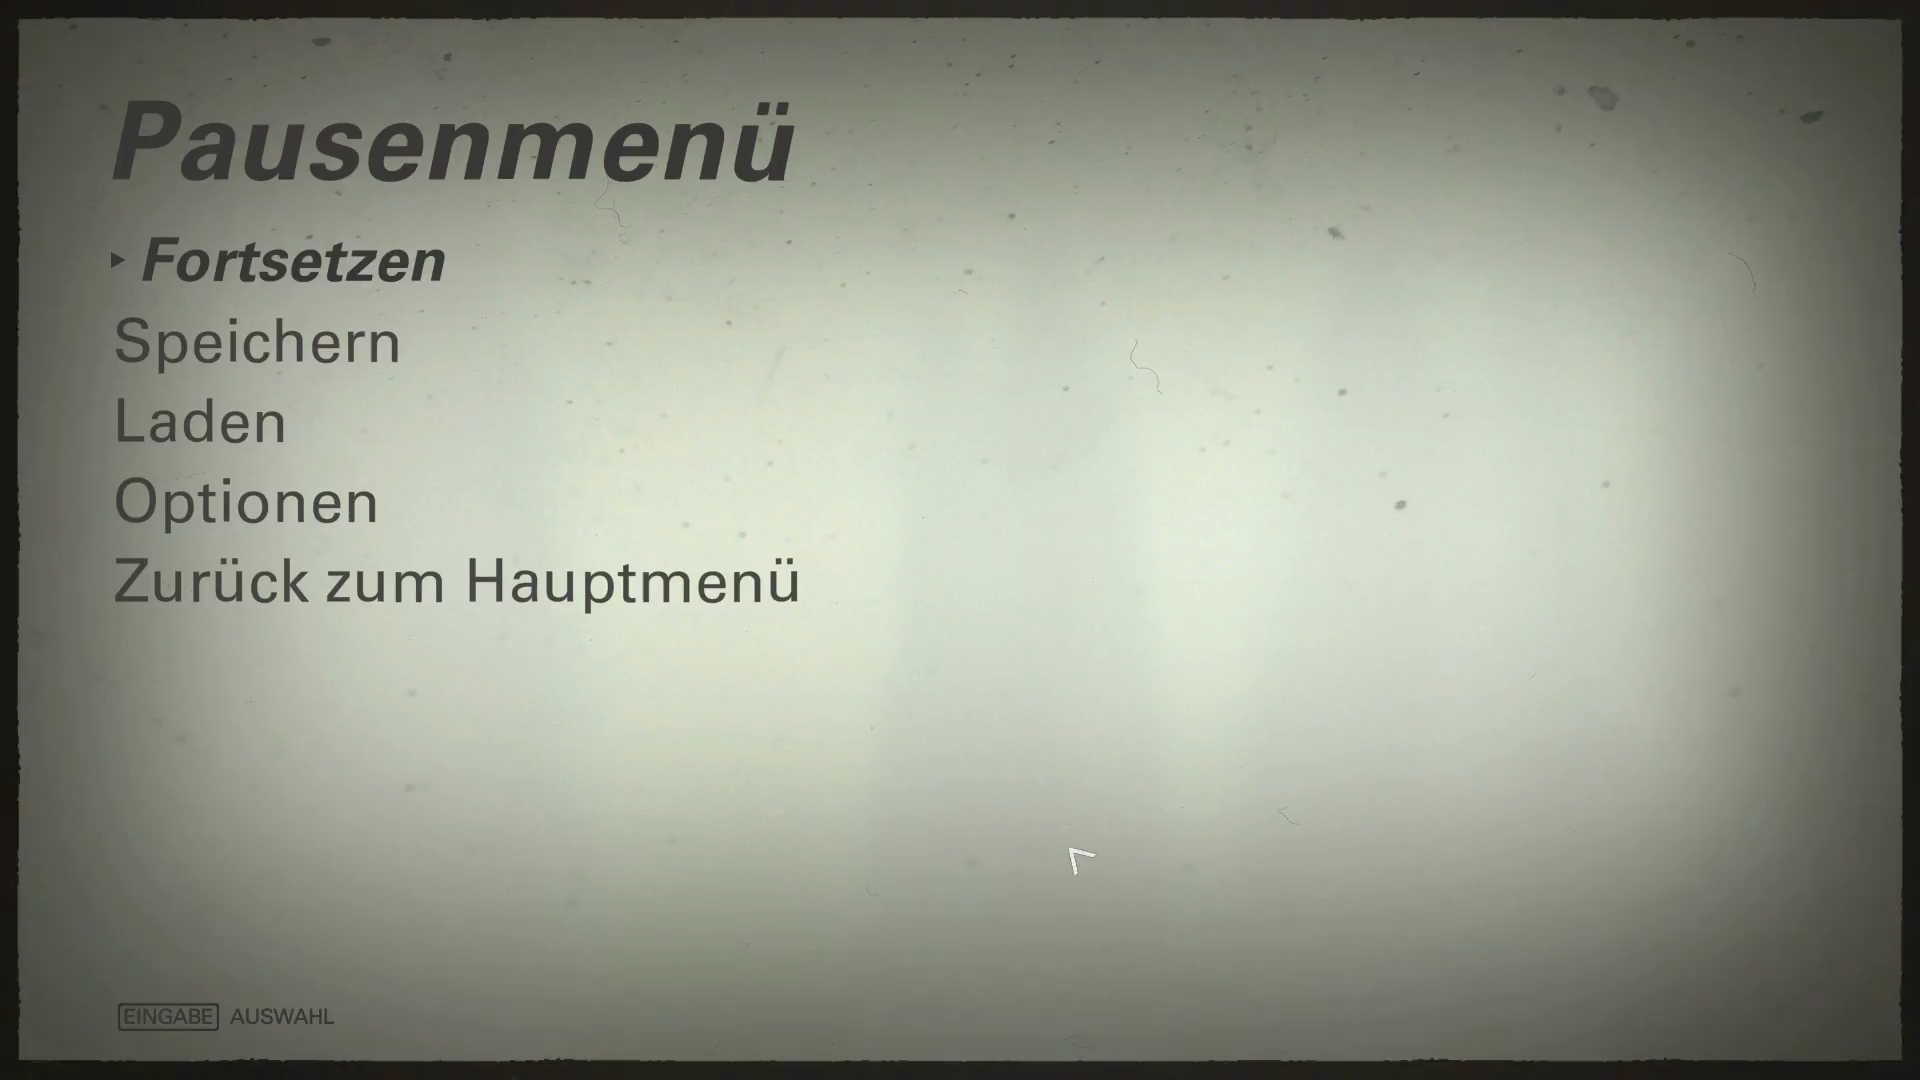 Pausenmenü
Fortsetzen
Speichern
Laden
Optionen
Zurück zum Hauptmenü
EINGABE AUSWAHL